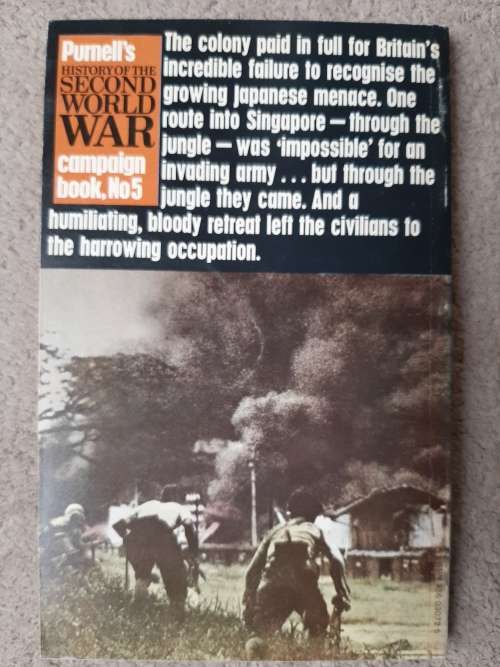 Purnell's
HISTORY OF THE
SECOND
WORLD
WAR
campaign
book, No 5
The colony paid in full for Britain's
incredible failure to recognise the
growing Japanese menace. One
route into Singapore — through the
jungle — was 'impossible' for an
invading army . . . but through the
jungle they came. And a
humiliating, bloody retreat left the civilians to
the harrowing occupation.